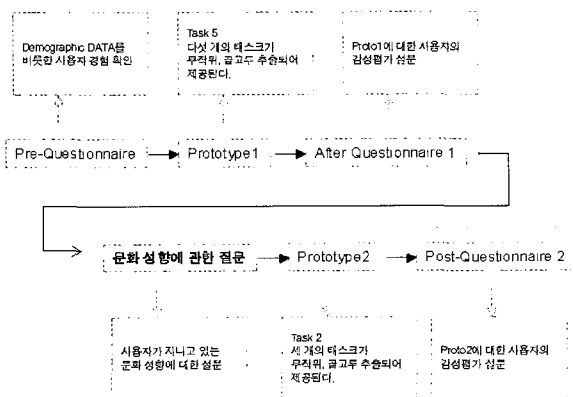 Demographic DATA를
비롯한 사용자 경험 확인
Task 5
다섯 개의 태스크가
무작위, 골고루 추출되어
제공된다.
Proto1에 대한 사용자의
감성평가 설문
Pre-Questionnaire
Prototype1
After Questionnaire 1
문화 성향에 관한 질문
Prototype2
Post-Questionnaire 2
사용자가 지니고 있는
문화 성향에 대한 설문
Task 2
세 개의 태스크가
무작위, 골고루 추출되어
제공된다.
Proto2에 대한 사용자의
감성평가 설문